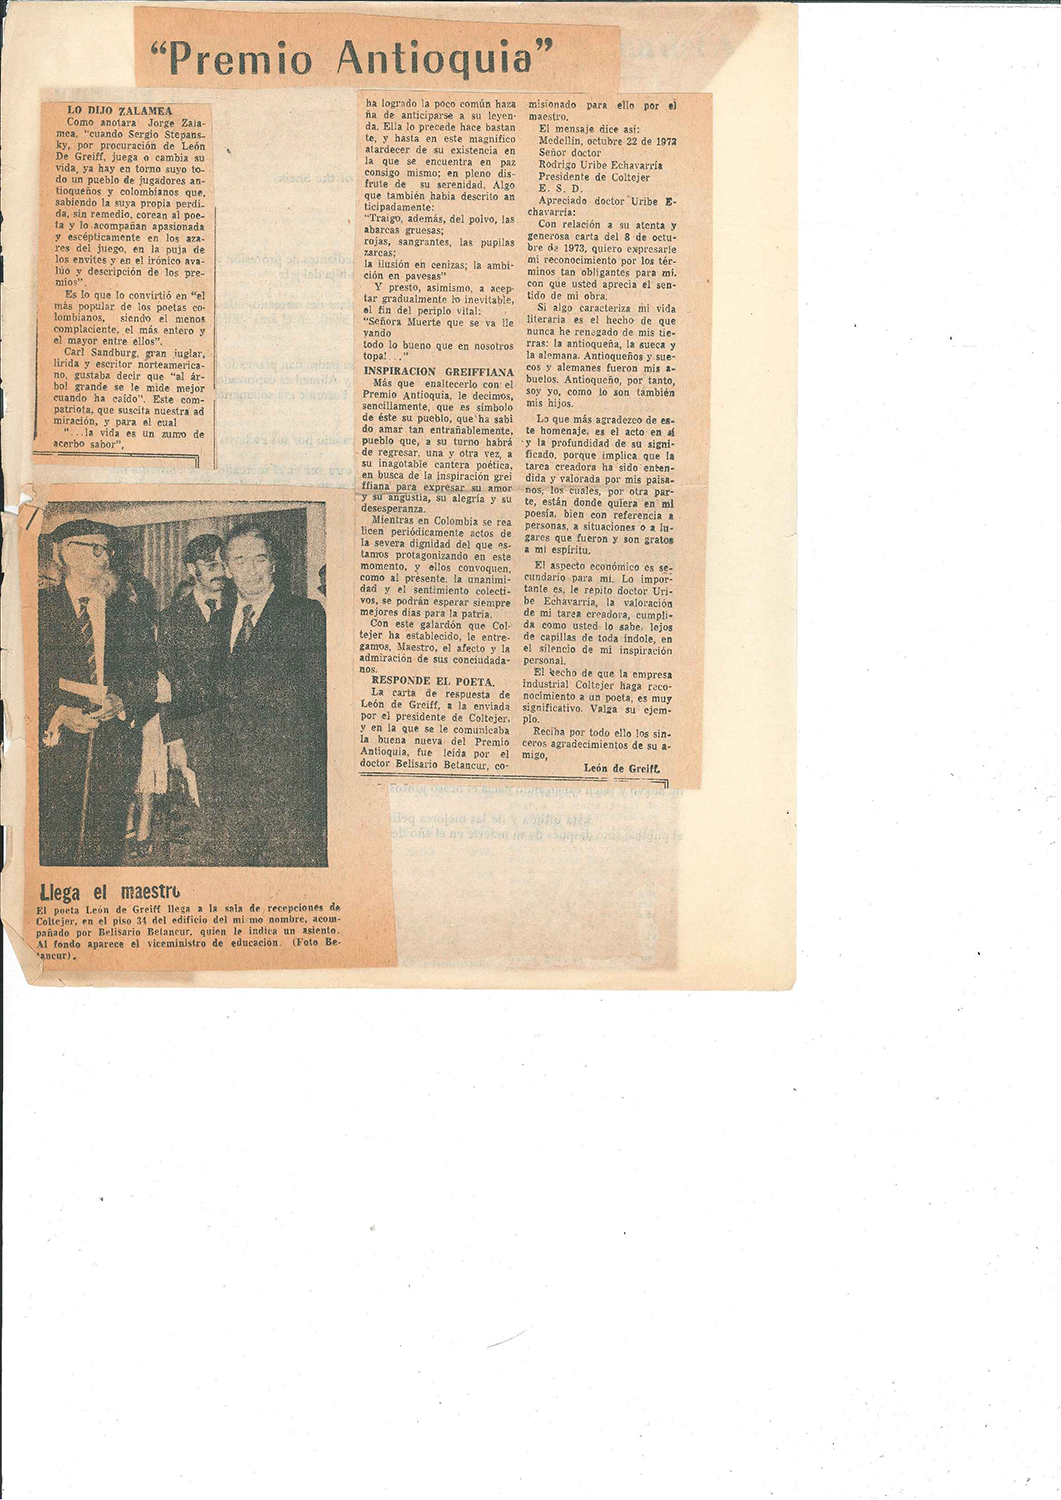 “Premio Antioquia”
LO DIJO ZALAMEA
Como anotara Jorge Zala-
mea, “cuando Sergio Stepans-
ky, por procuración de León
De Greiff, juega o cambia su
vida, ya hay en torno suyo to-
do un pueblo de jugadores an-
tioqueños y colombianos que,
sabiendo la suya propia perdi-
da, sin remedio, corean al poe-
ta y lo acompañan apasionada
y escépticamente en los aza-
res del juego, en la puja de
los envites y en el irónico ava-
lúo y descripción de los pre-
mios”.
Es lo que lo convirtió en “el
más popular de los poetas co-
lombianos, siendo el menos
complaciente, el más entero y
el mayor entre ellos”.
Carl Sandburg, gran juglar,
lírida y escritor norteamerica-
no, gustaba decir que “al ár-
bol grande se le mide mejor
cuando ha caído”. Este com-
patriota, que suscita nuestra ad
miración, y para el cual
“...la vida es un zumo de
acerbo sabor”,
ha logrado la poco común haza
ña de anticiparse a su leyen-
da. Ella lo precede hace bastan
te, y hasta en este magnífico
atardecer de su existencia en
la que se encuentra en paz
consigo mismo; en pleno dis-
frute de su serenidad. Algo
que también había descrito an
ticipadamente:
“Traigo, además, del polvo, las
abarcas gruesas;
rojas, sangrantes, las pupilas
zarcas;
la ilusión en cenizas; la ambi-
ción en pavesas”
Y presto, asimismo, a acep-
tar gradualmente lo inevitable,
el fin del periplo vital:
“Señora Muerte que se va lle
vando
todo lo bueno que en nosotros
topa!...”
INSPIRACION GREIFFIANA
Más que enaltecerlo con el
Premio Antioquia, le decimos,
sencillamente, que es símbolo
de éste su pueblo, que ha sabi
do amar tan entrañablemente,
pueblo que, a su turno habrá
de regresar, una y otra vez, a
su inagotable cantera poética,
en busca de la inspiración grei
ffiana para expresar su amor
y su angustia, su alegría y su
desesperanza.
Mientras en Colombia se rea
licen periódicamente actos de
la severa dignidad del que es-
tamos protagonizando en este
momento, y ellos convoquen,
como al presente, la unanimi-
dad y el sentimiento colecti-
vos, se podrán esperar siempre
mejores días para la patria.
Con este galardón que Col-
tejer ha establecido, le entre-
gamos, Maestro, el afecto y la
admiración de sus conciudada-
nos.
RESPONDE EL POETA.
La carta de respuesta de
León de Greiff, a la enviada
por el presidente de Coltejer,
y en la que se le comunicaba
la buena nueva del Premio
Antioquia, fue leída por el
doctor Belisario Betancur, co-
misionado para ello por el
maestro.
El mensaje dice así:
Medellín, octubre 22 de 1973
Señor doctor
Rodrigo Uribe Echavarría
Presidente de Coltejer
E. S. D.
Apreciado doctor Uribe E-
chavarría:
Con relación a su atenta y
generosa carta del 8 de octu-
bre de 1973, quiero expresarle
mi reconocimiento por los tér-
minos tan obligantes para mí,
con que usted aprecia el sen-
tido de mi obra.
Si algo caracteriza mi vida
literaria es el hecho de que
nunca he renegado de mis tie-
rras: la antioqueña, la sueca y
la alemana. Antioqueños y sue-
cos y alemanes fueron mis a-
buelos. Antioqueño, por tanto,
soy yo, como lo son también
mis hijos.
Lo que más agradezco de es-
te homenaje, es el acto en sí
y la profundidad de su signi-
ficado, porque implica que la
tarea creadora ha sido enten-
dida y valorada por mis paisa-
nos, los cuales, por otra par-
te, están donde quiera en mi
poesía, bien con referencia a
personas, a situaciones o a lu-
gares que fueron y son gratos
a mi espíritu.
El aspecto económico es se-
cundario para mí. Lo impor-
tante es, le repito doctor Uri-
be Echavarría, la valoración
de mi tarea creadora, cumpli-
da como usted lo sabe, lejos
de capillas de toda índole, en
el silencio de mi inspiración
personal.
El hecho de que la empresa
industrial Coltejer haga reco-
nocimiento a un poeta, es muy
significativo. Valga su ejem-
plo.
Reciba por todo ello los sin-
ceros agradecimientos de su a-
migo,
León de Greiff.
Llega el maestro
El poeta León de Greiff llega a la sala de recepciones de
Coltejer, en el piso 34 del edificio del mi mo nombre, acom-
pañado por Belisario Betancur, quien le indica un asiento.
Al fondo aparece el viceministro de educación. (Foto Be-
tancur).